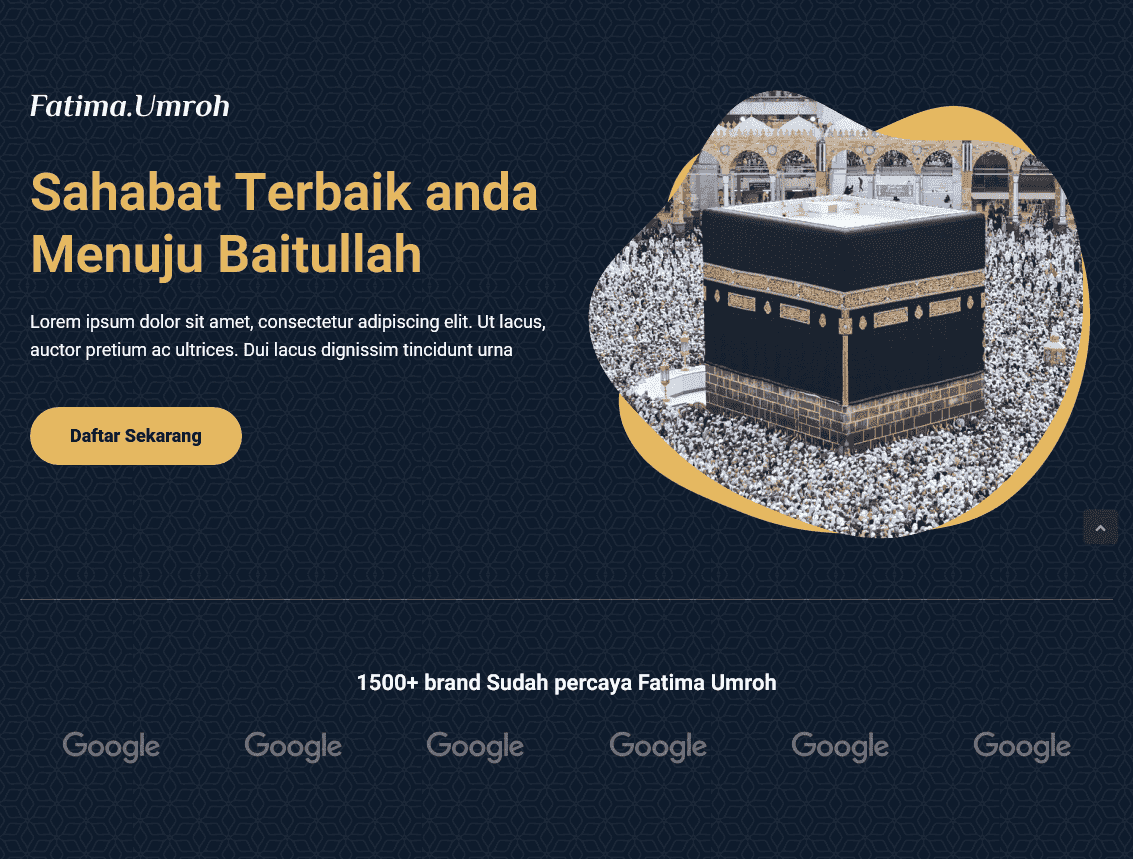 Fatima.Umroh
Sahabat Terbaik anda
Menuju Baitullah
Lorem ipsum dolor sit amet, consectetur adipiscing elit. Ut lacus,
auctor pretium ac ultrices. Dui lacus dignissim tincidunt urna
Daftar Sekarang
1500+ brand Sudah percaya Fatima Umroh
Google Google Google Google Google Google